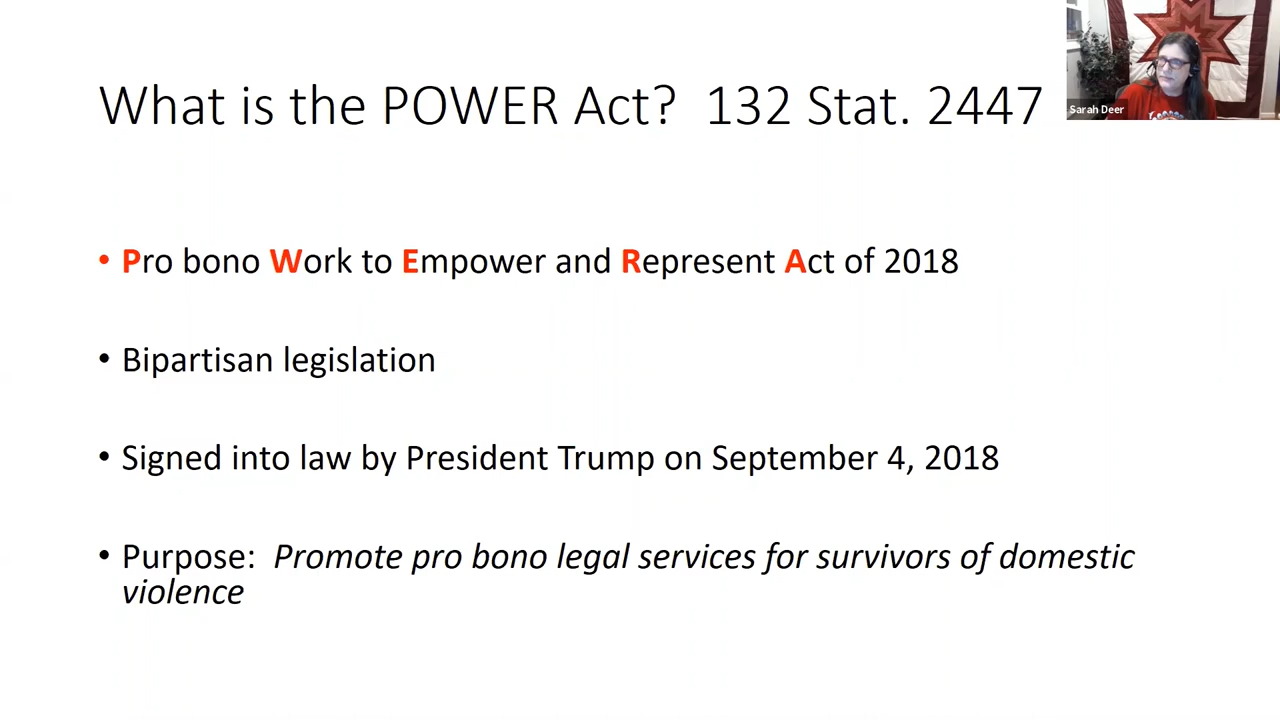 What is the POWER Act?  132 Stat. 2447
Sarah Deer
• Pro bono Work to Empower and Represent Act of 2018
• Bipartisan legislation
• Signed into law by President Trump on September 4, 2018
• Purpose:  Promote pro bono legal services for survivors of domestic
violence